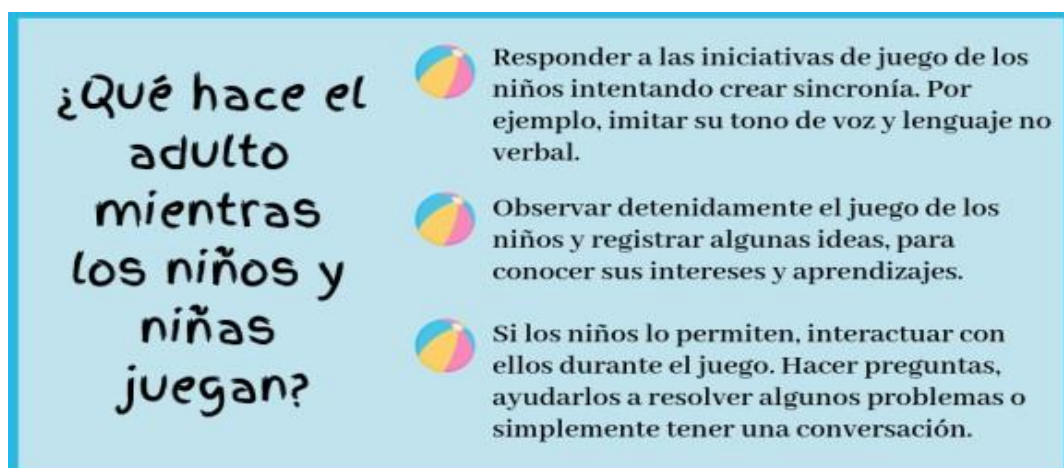 ¿Qué hace el
adulto
mientras
los niños y
niñas
juegan?
Responder a las iniciativas de juego de los
niños intentando crear sincronía. Por
ejemplo, imitar su tono de voz y lenguaje no
verbal.
Observar detenidamente el juego de los
niños y registrar algunas ideas, para
conocer sus intereses y aprendizajes.
Si los niños lo permiten, interactuar con
ellos durante el juego. Hacer preguntas,
ayudarlos a resolver algunos problemas o
simplemente tener una conversación.